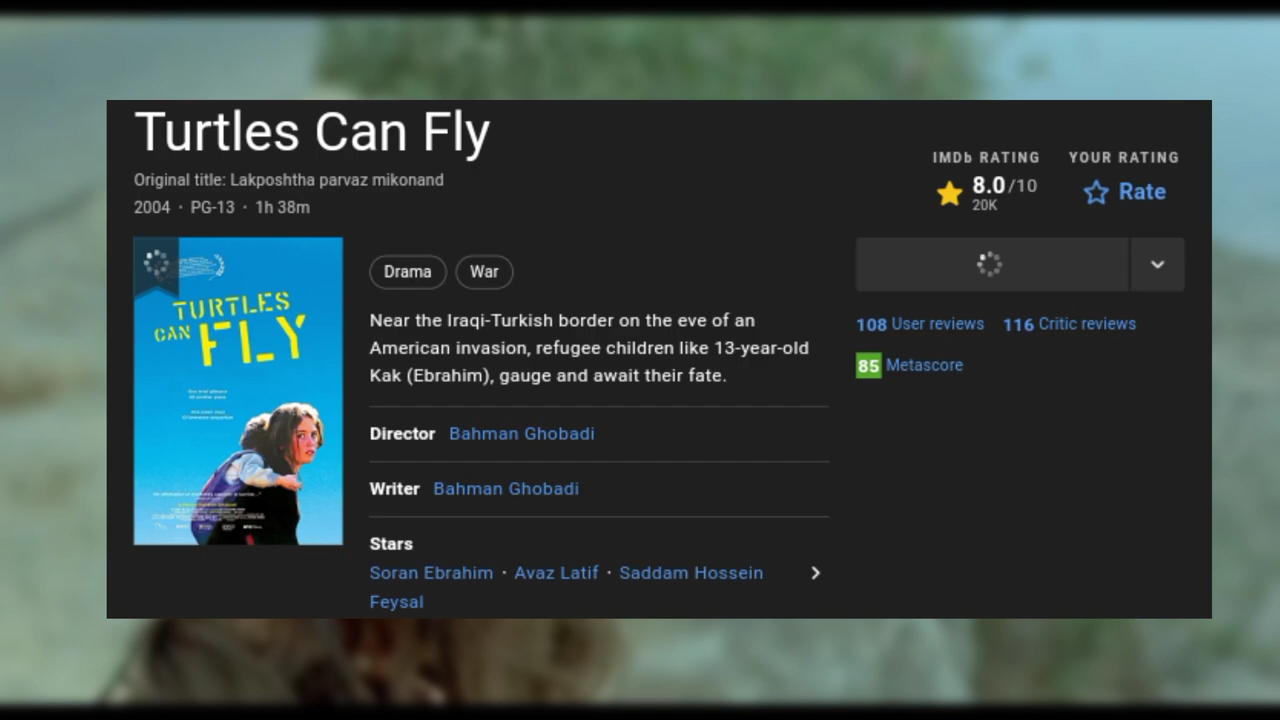 Turtles Can Fly
Original title: Lakposhtha parvaz mikonand
2004 · PG-13 · 1h 38m
IMDb RATING
8.0/10
20K
YOUR RATING
Rate
TURTLES
CAN FLY
Drama
War
Near the Iraqi-Turkish border on the eve of an
American invasion, refugee children like 13-year-old
Kak (Ebrahim), gauge and await their fate.
Director Bahman Ghobadi
Writer Bahman Ghobadi
Stars
Soran Ebrahim · Avaz Latif · Saddam Hossein
Feysal
108 User reviews 116 Critic reviews
85 Metascore